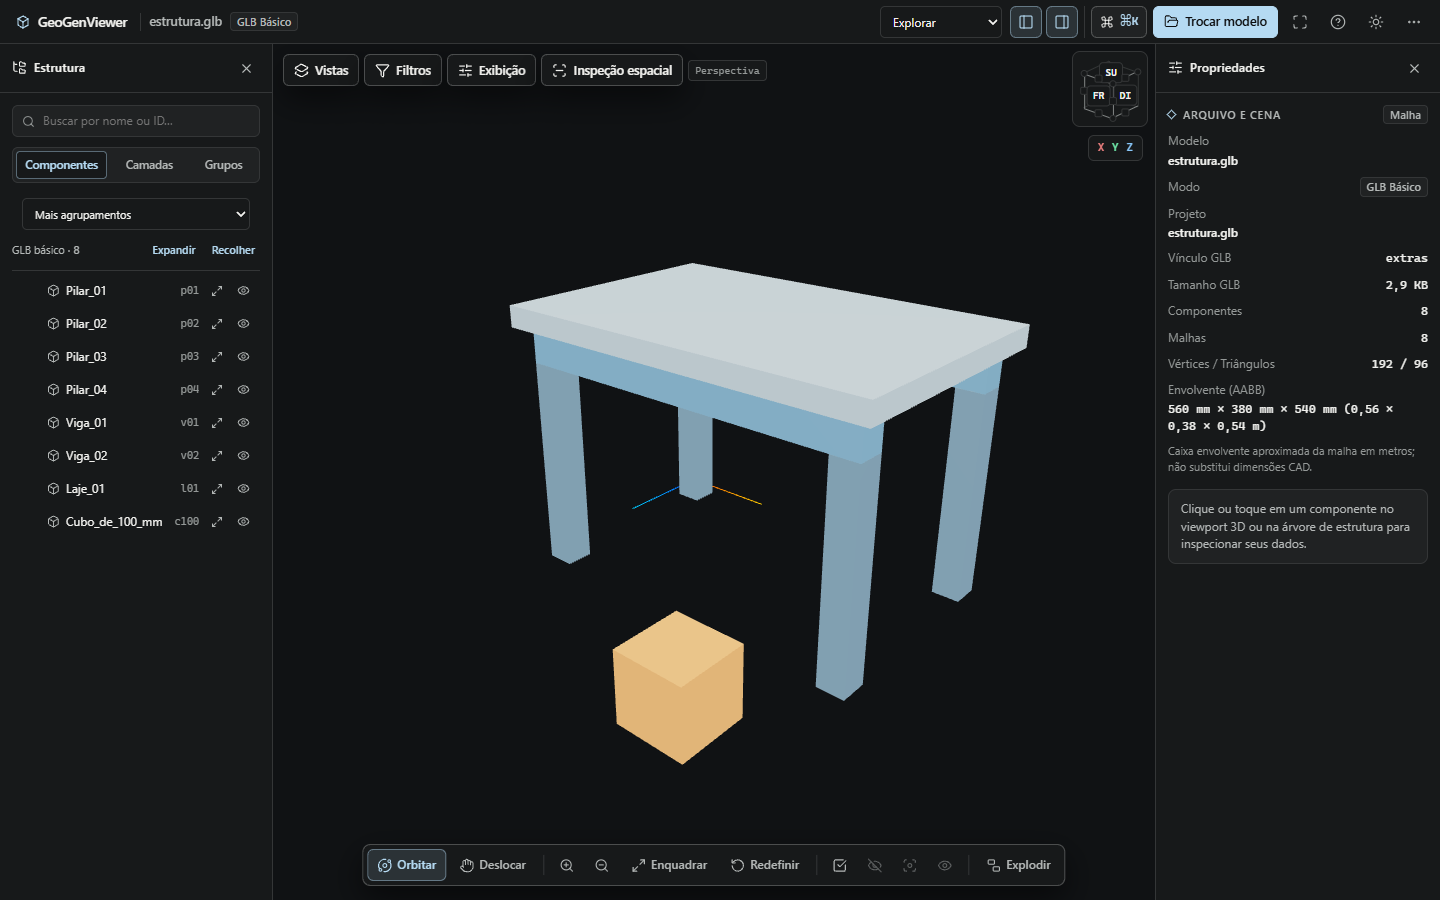 GeoGenViewer
estrutura.glb
GLB Básico
Explorar
⌘K
Trocar modelo
Estrutura
Buscar por nome ou ID...
Componentes Camadas Grupos
Mais agrupamentos
GLB básico · 8 Expandir Recolher
Pilar_01 p01
Pilar_02 p02
Pilar_03 p03
Pilar_04 p04
Viga_01 v01
Viga_02 v02
Laje_01 l01
Cubo_de_100_mm c100
Vistas Filtros Exibição Inspeção espacial Perspectiva
SU
FR DI
X Y Z
Orbitar Deslocar Enquadrar Redefinir Explodir
Propriedades
ARQUIVO E CENA Malha
Modelo
estrutura.glb
Modo GLB Básico
Projeto
estrutura.glb
Vínculo GLB extras
Tamanho GLB 2,9 KB
Componentes 8
Malhas 8
Vértices / Triângulos 192 / 96
Envolvente (AABB)
560 mm × 380 mm × 540 mm (0,56 ×
0,38 × 0,54 m)
Caixa envolvente aproximada da malha em metros;
não substitui dimensões CAD.
Clique ou toque em um componente no
viewport 3D ou na árvore de estrutura para
inspecionar seus dados.